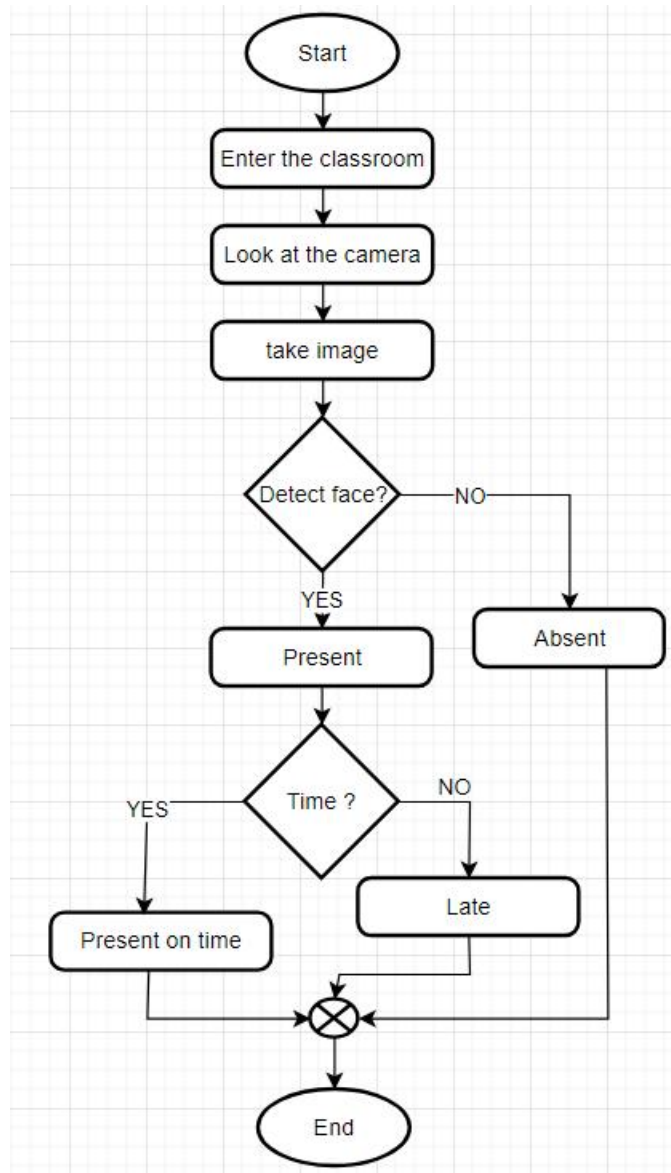 Start
Enter the classroom
Look at the camera
take image
Detect face?
NO
YES
Absent
Present
Time ?
NO
YES
Late
Present on time
End